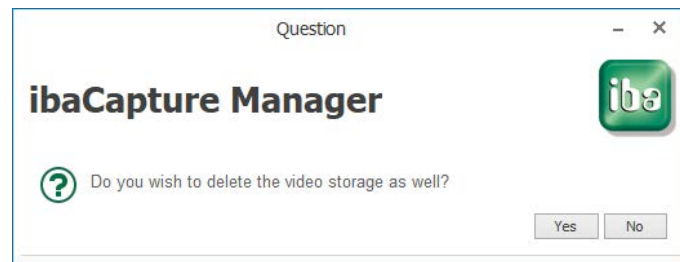 Question
ibaCapture Manager
iba
Do you wish to delete the video storage as well?
Yes No